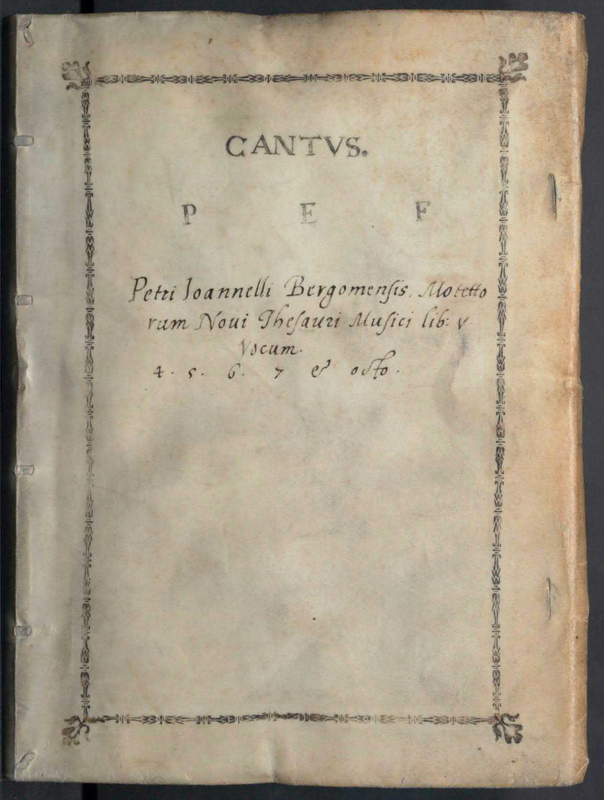 CANTVS.
P E F
Petri Ioannelli Bergomensis. Motetto
rum Noui Thesauri Musici lib: v
Vocum.
4. 5. 6. 7 & octo.